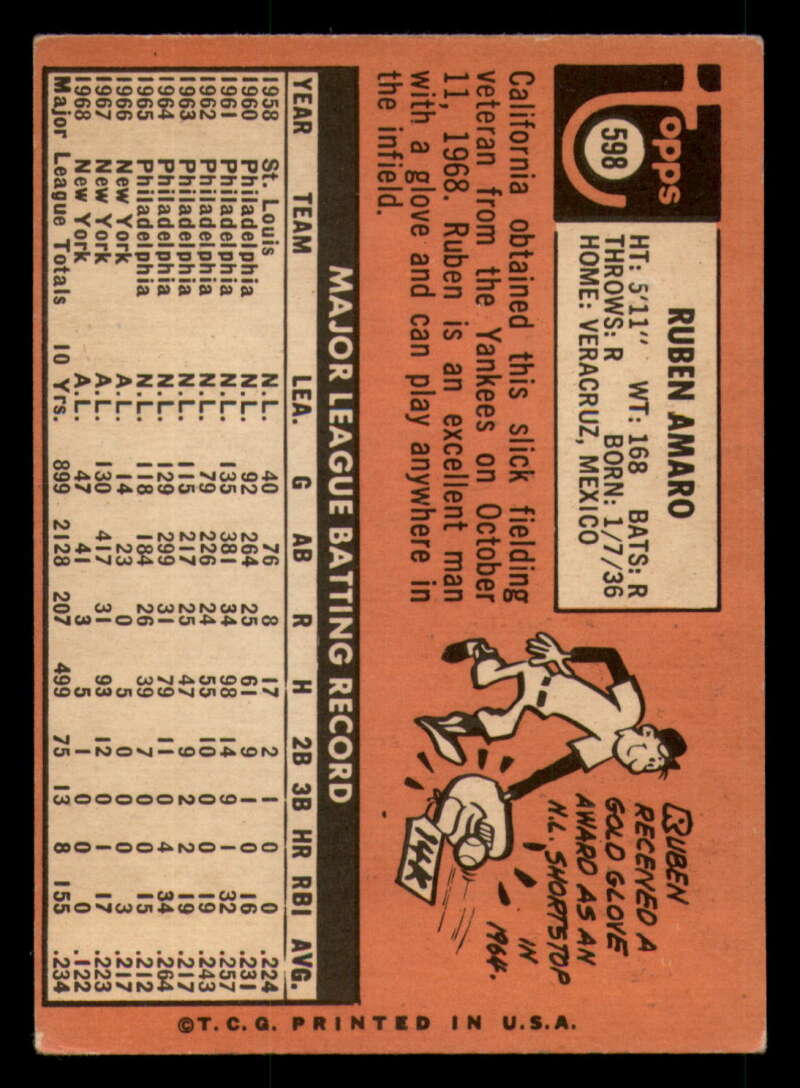 Topps
598
RUBEN AMARO
HT: 5'11" WT: 168 BATS: R
THROWS: R BORN: 1/7/36
HOME: VERACRUZ, MEXICO
California obtained this slick fielding
veteran from the Yankees on October
11, 1968. Ruben is an excellent man
with a glove and can play anywhere in
the infield.
RUBEN
RECEIVED A
GOLD GLOVE
AWARD AS AN
N.L. SHORTSTOP
IN
1964.
14K
MAJOR LEAGUE BATTING RECORD
YEAR TEAM LEA. G AB R H 2B 3B HR RBI AVG.
1958 St. Louis N.L. 40 76 8 17 2 1 0 0 .224
1960 Philadelphia N.L. 92 264 25 61 9 1 0 16 .231
1961 Philadelphia N.L. 135 381 34 98 14 9 1 32 .257
1962 Philadelphia N.L. 79 226 24 55 10 0 0 19 .243
1963 Philadelphia N.L. 115 217 25 47 9 2 2 19 .217
1964 Philadelphia N.L. 129 299 31 79 11 0 4 34 .264
1965 Philadelphia N.L. 118 184 26 39 7 0 0 15 .212
1966 New York A.L. 14 23 0 5 0 0 0 3 .217
1967 New York A.L. 130 417 31 93 12 0 1 17 .223
1968 New York A.L. 47 41 3 5 1 0 0 0 .122
Major League Totals 10 Yrs. 899 2128 207 499 75 13 8 155 .234
©T.C.G. PRINTED IN U.S.A.